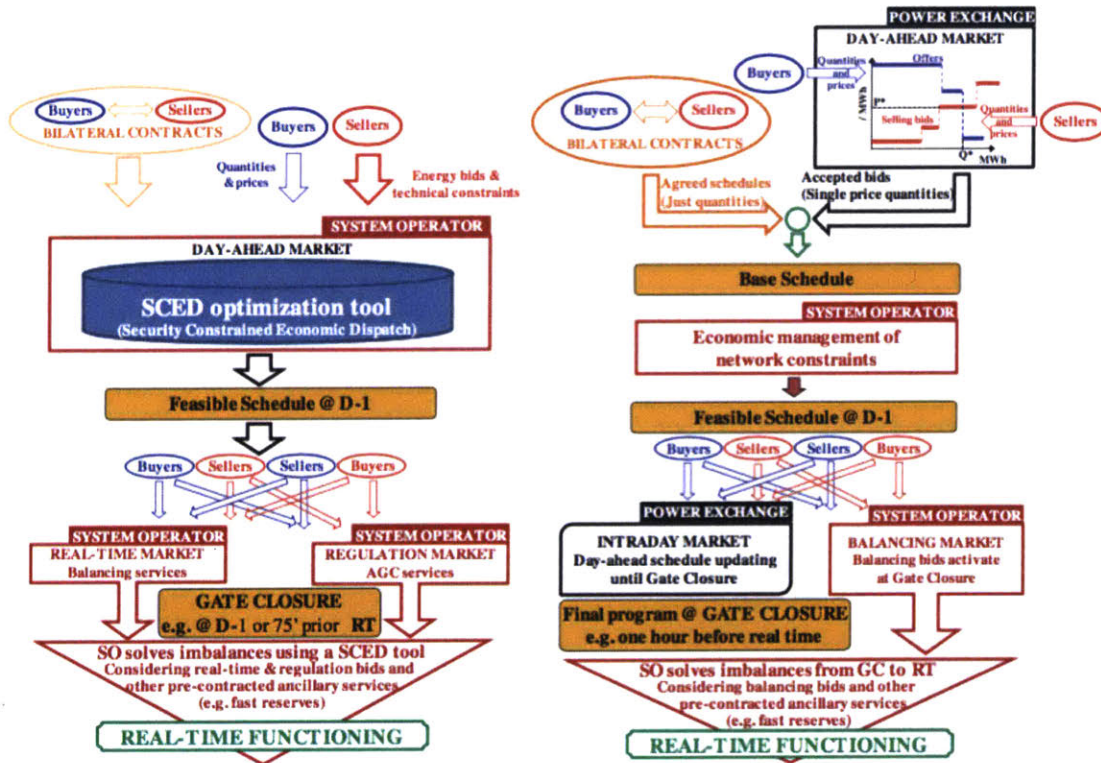 Buyers
Sellers
BILATERAL CONTRACTS
Buyers
Sellers
Quantities
& prices
Energy bids &
technical constraints
SYSTEM OPERATOR
DAY-AHEAD MARKET
SCED optimization tool
(Security Constrained Economic Dispatch)
Feasible Schedule @ D-1
Buyers
Sellers
Sellers
Buyers
SYSTEM OPERATOR
REAL-TIME MARKET
Balancing services
SYSTEM OPERATOR
REGULATION MARKET
AGC services
GATE CLOSURE
e.g. @ D-1 or 75' prior RT
SO solves imbalances using a SCED tool
Considering real-time & regulation bids and
other pre-contracted ancillary services
(e.g. fast reserves)
REAL-TIME FUNCTIONING
POWER EXCHANGE
DAY-AHEAD MARKET
Buyers
Quantities
and
prices
Offers
/ MWh
P*
Selling bids
Quantities
and
prices
Q*
MWh
Sellers
Buyers
Sellers
BILATERAL CONTRACTS
Agreed schedules
(Just quantities)
Accepted bids
(Single price quantities)
Base Schedule
SYSTEM OPERATOR
Economic management of
network constraints
Feasible Schedule @ D-1
Buyers
Sellers
Sellers
Buyers
POWER EXCHANGE
INTRADAY MARKET
Day-ahead schedule updating
until Gate Closure
SYSTEM OPERATOR
BALANCING MARKET
Balancing bids activate
at Gate Closure
Final program @ GATE CLOSURE
e.g. one hour before real time
SO solves imbalances from GC to RT
Considering balancing bids and other
pre-contracted ancillary services
(e.g. fast reserves)
REAL-TIME FUNCTIONING